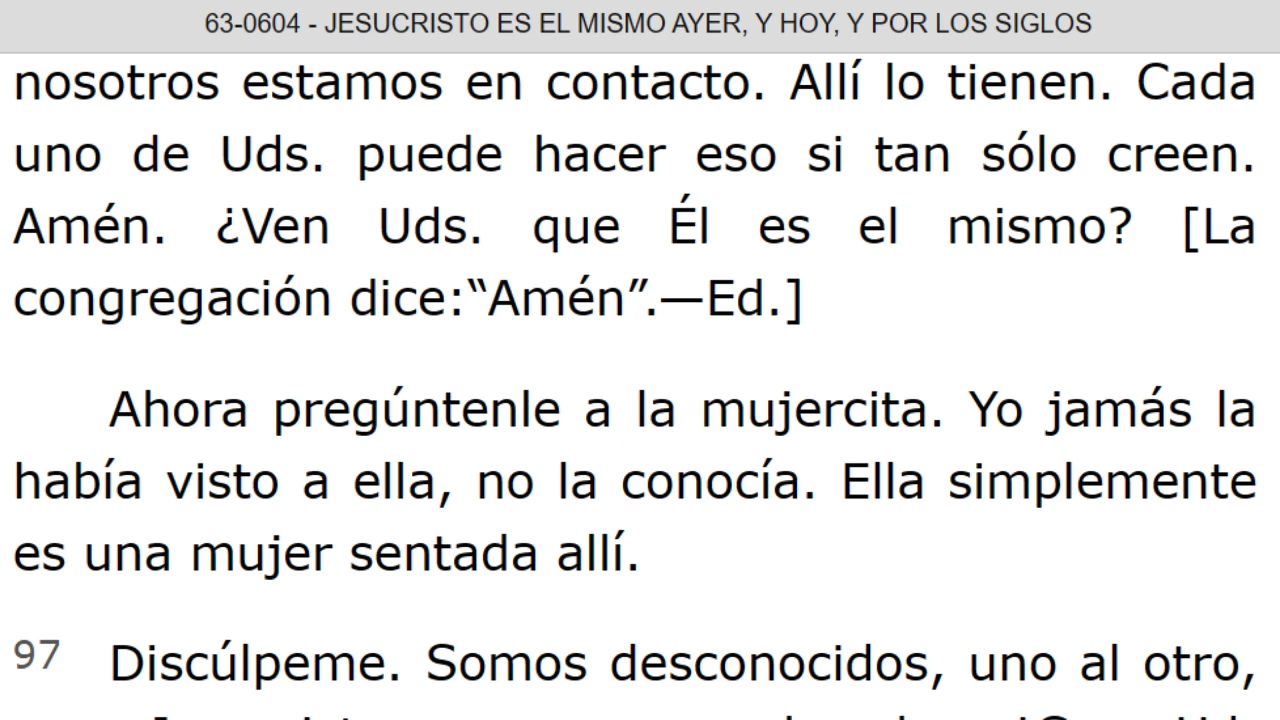 63-0604 - JESUCRISTO ES EL MISMO AYER, Y HOY, Y POR LOS SIGLOS
nosotros estamos en contacto. Allí lo tienen. Cada
uno de Uds. puede hacer eso si tan sólo creen.
Amén. ¿Ven Uds. que Él es el mismo? [La
congregación dice:“Amén”.—Ed.]
Ahora pregúntenle a la mujercita. Yo jamás la
había visto a ella, no la conocía. Ella simplemente
es una mujer sentada allí.
97 Discúlpeme. Somos desconocidos, uno al otro,